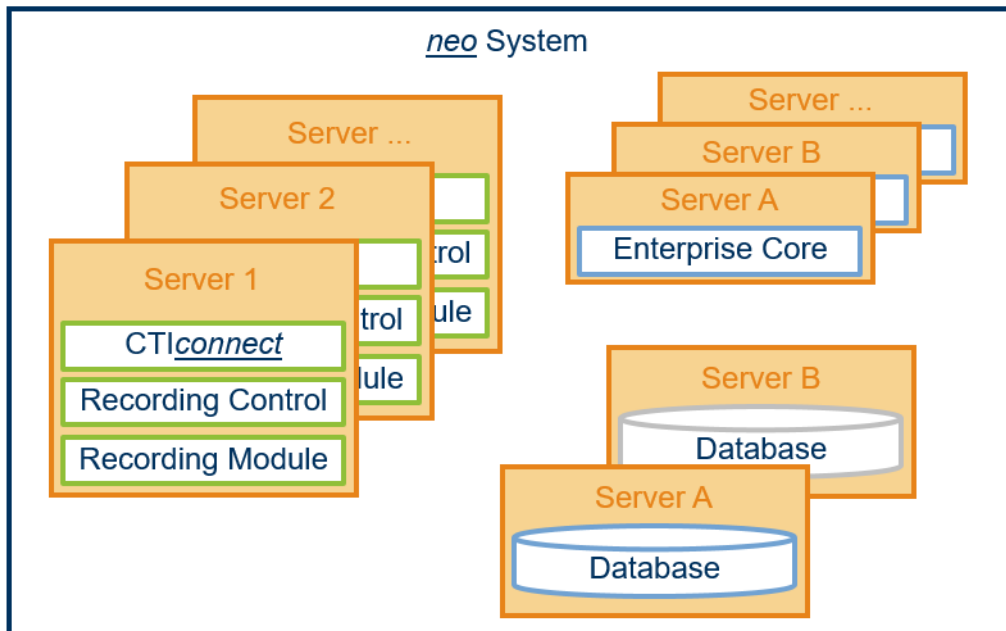 neo System
Server ...
Server 2
Server 1
CTIconnect
Recording Control
Recording Module
trol
dule
trol
ule
Server ...
Server B
Server A
Enterprise Core
Server B
Database
Server A
Database